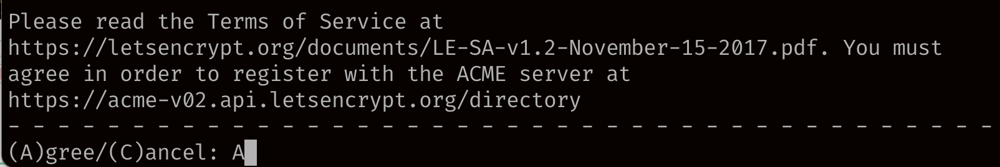 Please read the Terms of Service at
https://letsencrypt.org/documents/LE-SA-v1.2-November-15-2017.pdf. You must
agree in order to register with the ACME server at
https://acme-v02.api.letsencrypt.org/directory
- - - - - - - - - - - - - - - - - - - - - - - - - - - - - - - - - - - - - - - -
(A)gree/(C)ancel: A